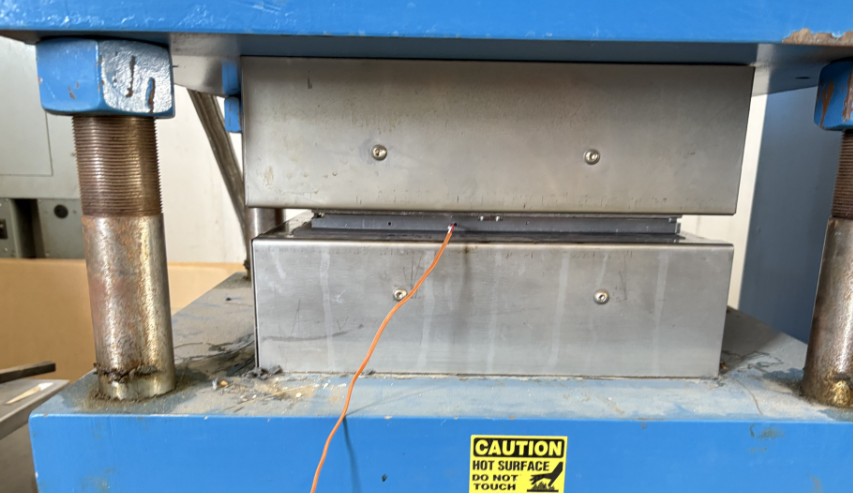 CAUTION
HOT SURFACE
DO NOT
TOUCH